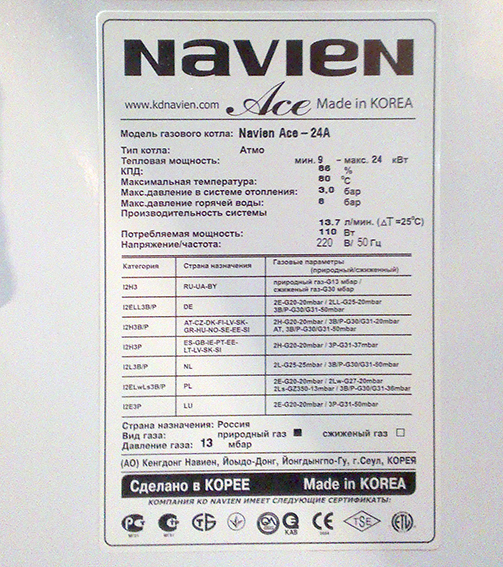 NAVIEN
www.kdnavien.com Ace Made in KOREA
Модель газового котла: Navien Ace - 24A
Тип котла: Атмо
Тепловая мощность: мин. 9 - макс. 24 кВт
КПД: 86 %
Максимальная температура: 80 °C
Макс.давление в системе отопления: 3,0 бар
Макс.давление горячей воды: 8 бар
Производительность системы
13.7 л/мин. (ΔT=25°C)
Потребляемая мощность: 110 Вт
Напряжение/частота: 220 В/ 50 Гц
Категория Страна назначения Газовые параметры
(природный/сжиженный)
I2H3 RU-UA-BY природный газ-G13 мбар /
сжиженый газ-G30 мбар
I2ELL3B/P DE 2E-G20-20mbar / 2LL-G25-20mbar
3B/P-G30/G31-50mbar
I2H3B/P AT-CZ-DK-FI-LV-SK-
GR-HU-NO-SE-EE-SI 2H-G20-20mbar / 3B/P-G30/G31-20mbar
AT, 3B/P-G30/G31-50mbar
I2H3P ES-GB-IE-PT-EE-
LT-LV-SK-SI 2H-G20-20mbar / 3P-G31-37mbar
I2L3B/P NL 2L-G25-25mbar / 3B/P-G30/G31-50mbar
I2ELwLs3B/P PL 2E-G20-20mbar / 2Lw-G27-20mbar
2Ls-GZ350-13mbar / 3B/P-G30/G31-36mbar
I2E3P LU 2E-G20-20mbar / 3P-G31-50mbar
Страна назначения: Россия
Вид газа: природный газ ■ сжиженый газ □
Давление газа: 13 мбар
(АО) Кенгдонг Навиен, Йоыдо-Донг, Йонгдынгпо-Гу, г.Сеул, КОРЕЯ
Сделано в КОРЕЕ Made in KOREA
КОМПАНИЯ KD NAVIEN ИМЕЕТ СЛЕДУЮЩИЕ СЕРТИФИКАТЫ:
TSE
KAB
ETL